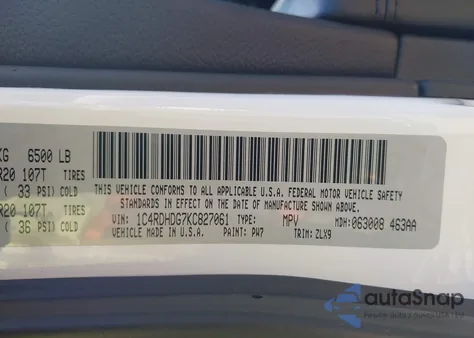 KG 6500 LB
R20 107T TIRES
( 33 PSI) COLD
R20 107T TIRES
( 36 PSI) COLD
THIS VEHICLE CONFORMS TO ALL APPLICABLE U.S.A. FEDERAL MOTOR VEHICLE SAFETY
STANDARDS IN EFFECT ON THE DATE OF MANUFACTURE SHOWN ABOVE.
VIN: 1C4RDHDG7KC827061 TYPE: MPV MDH: 063008 463AA
VEHICLE MADE IN U.S.A. PAINT: PW7 TRIM: ZLX9
autaSnap